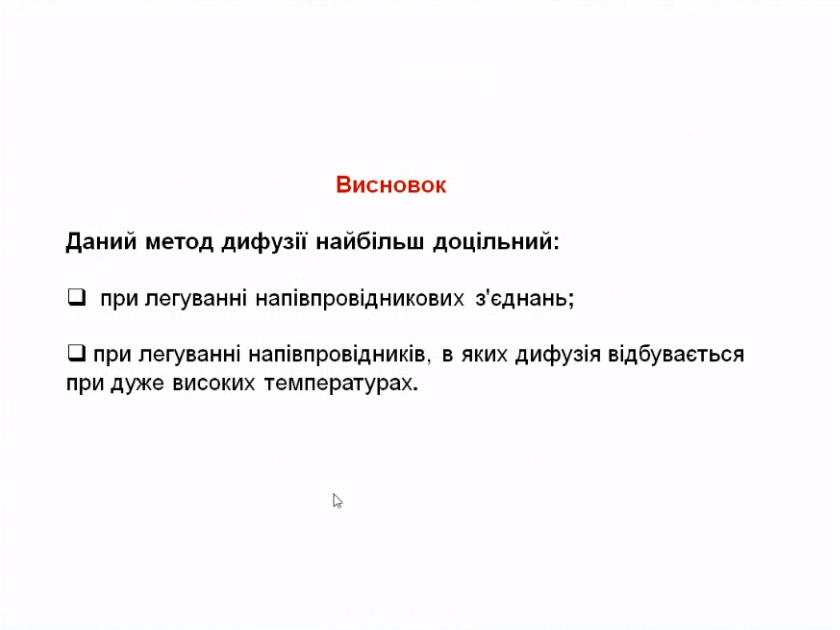 Висновок
Даний метод дифузії найбільш доцільний:
❑ при легуванні напівпровідникових з'єднань;
❑ при легуванні напівпровідників, в яких дифузія відбувається
при дуже високих температурах.